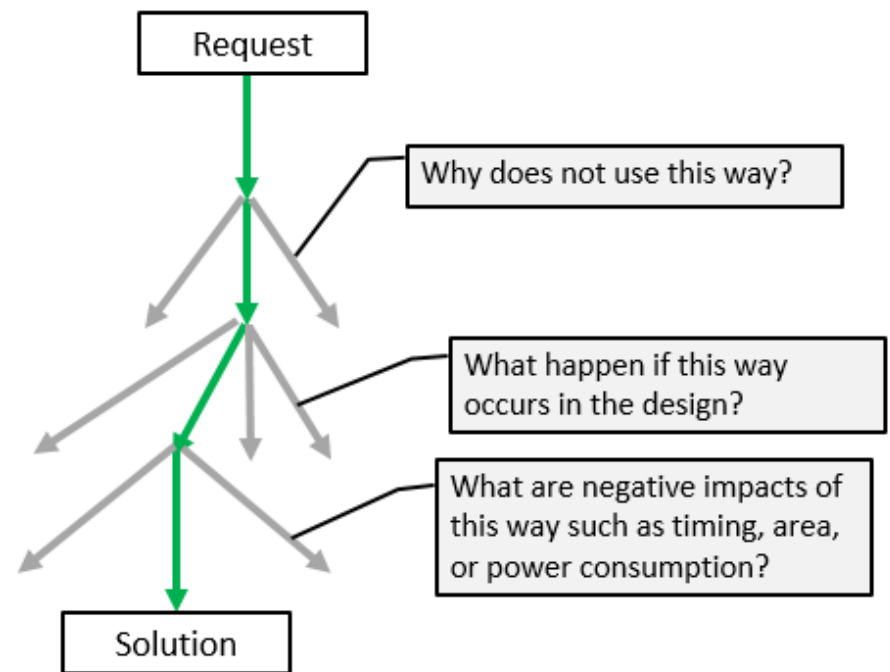 Request
Why does not use this way?
What happen if this way
occurs in the design?
What are negative impacts of
this way such as timing, area,
or power consumption?
Solution